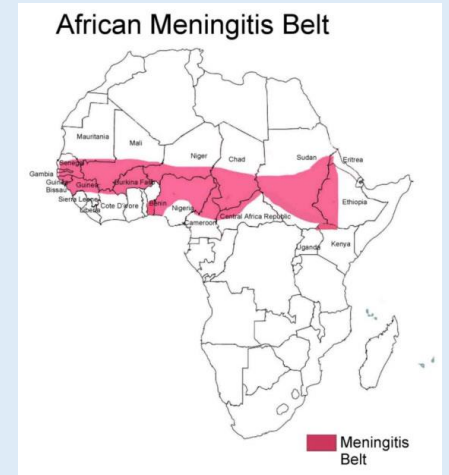 African Meningitis Belt
Mauritania
Mali
Niger
Chad
Sudan
Eritrea
Senegal
Gambia
Guinea
Bissau
Guinea
Burkina Faso
Sierra Leone
Liberia
Cote D'ivore
Benin
Nigeria
Cameroon
Central Africa Republic
Ethiopia
Uganda
Kenya
Meningitis
Belt